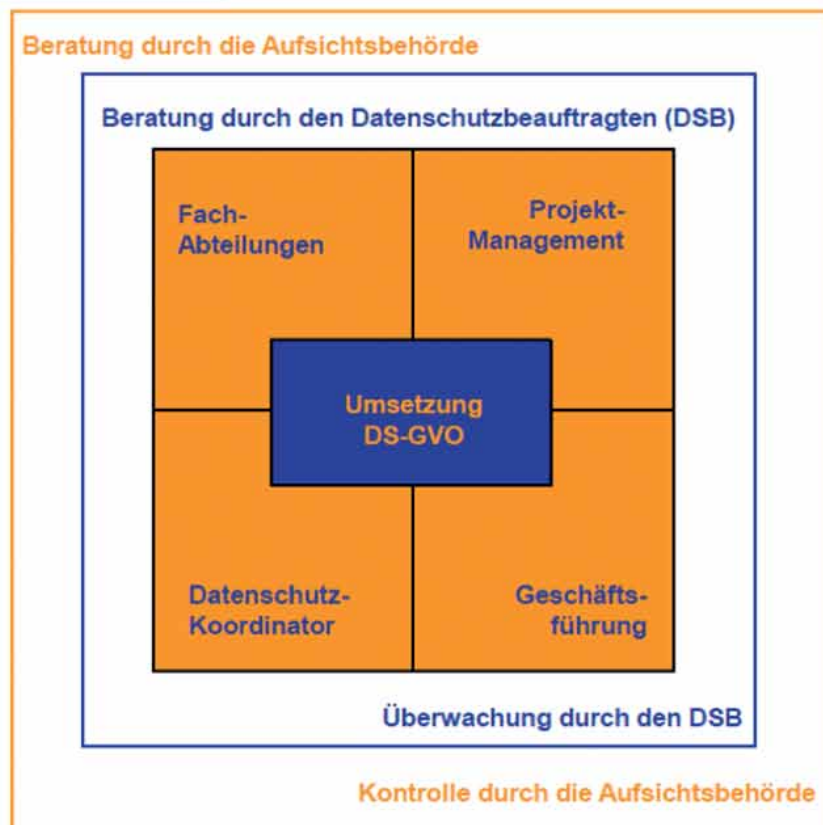 Beratung durch die Aufsichtsbehörde
Beratung durch den Datenschutzbeauftragten (DSB)
Fach-
Abteilungen
Projekt-
Management
Umsetzung
DS-GVO
Datenschutz-
Koordinator
Geschäfts-
führung
Überwachung durch den DSB
Kontrolle durch die Aufsichtsbehörde